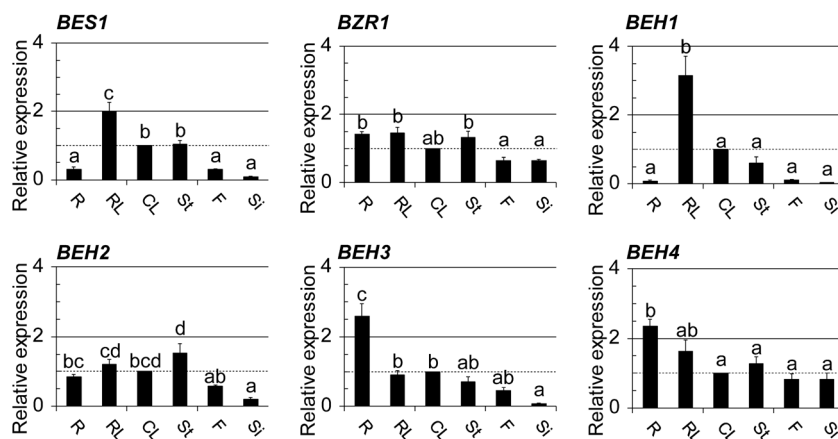 BES1
Relative expression
4
2
0
a
c
b
b
a
a
R
RL
CL
St
F
Si
BZR1
Relative expression
4
2
0
b
b
ab
b
a
a
R
RL
CL
St
F
Si
BEH1
Relative expression
4
2
0
a
b
a
a
a
a
R
RL
CL
St
F
Si
BEH2
Relative expression
4
2
0
bc
cd
bcd
d
ab
a
R
RL
CL
St
F
Si
BEH3
Relative expression
4
2
0
c
b
b
ab
ab
a
R
RL
CL
St
F
Si
BEH4
Relative expression
4
2
0
b
ab
a
a
a
a
R
RL
CL
St
F
Si